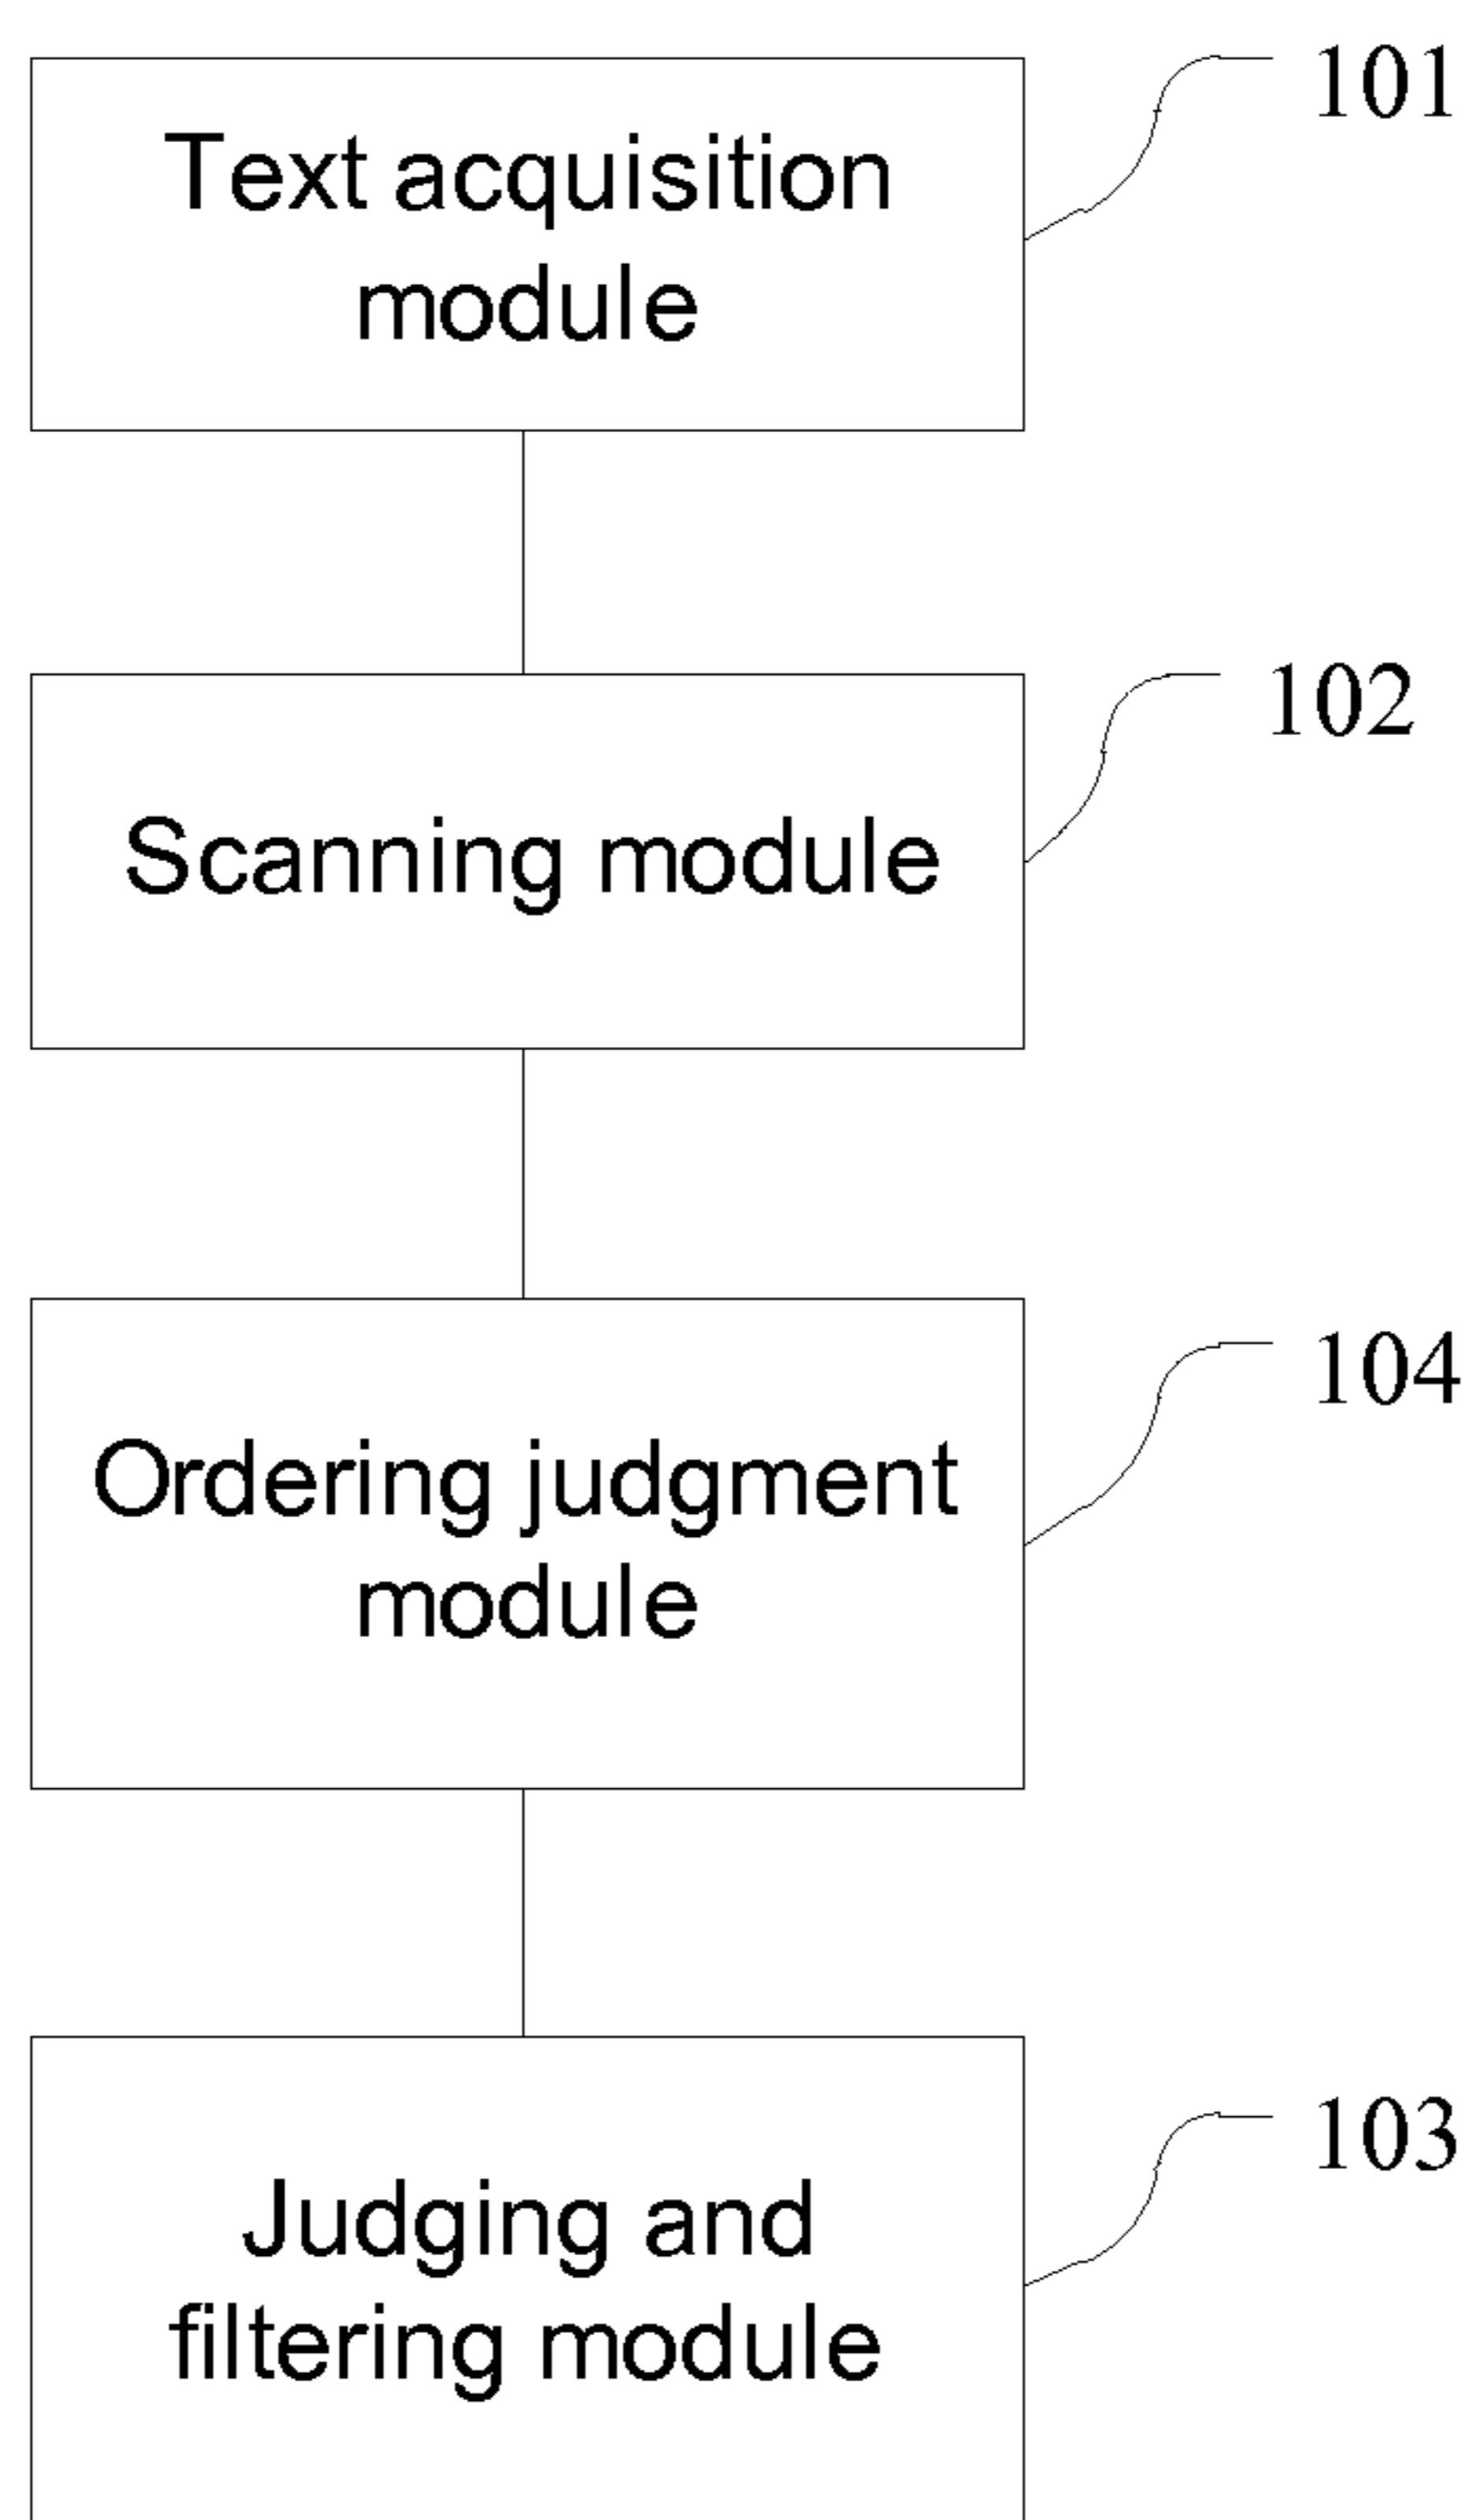 101
Text acquisition
module
102
Scanning module
104
Ordering judgment
module
103
Judging and
filtering module